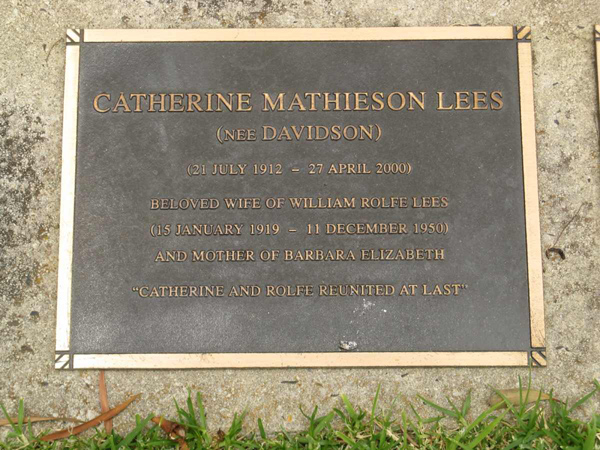 CATHERINE MATHIESON LEES
(NEE DAVIDSON)
(21 JULY 1912 – 27 APRIL 2000)
BELOVED WIFE OF WILLIAM ROLFE LEES
(15 JANUARY 1919 – 11 DECEMBER 1950)
AND MOTHER OF BARBARA ELIZABETH
"CATHERINE AND ROLFE REUNITED AT LAST"